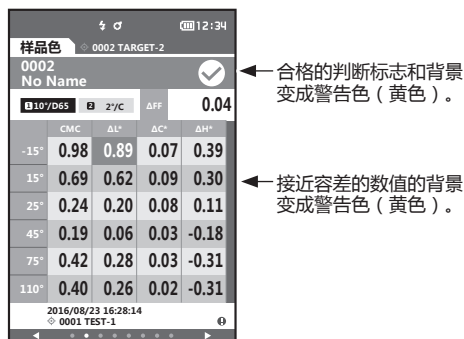 12:34
样品色 0002 TARGET-2
0002
No Name
1 10°/D65 2 2°/C ΔFF 0.04
CMC ΔL* ΔC* ΔH*
-15° 0.98 0.89 0.07 0.39
15° 0.69 0.62 0.09 0.30
25° 0.24 0.20 0.08 0.11
45° 0.19 0.06 0.03 -0.18
75° 0.42 0.28 0.03 -0.31
110° 0.40 0.26 0.02 -0.31
2016/08/23 16:28:14
0001 TEST-1
合格的判断标志和背景
变成警告色（黄色）。
接近容差的数值的背景
变成警告色（黄色）。